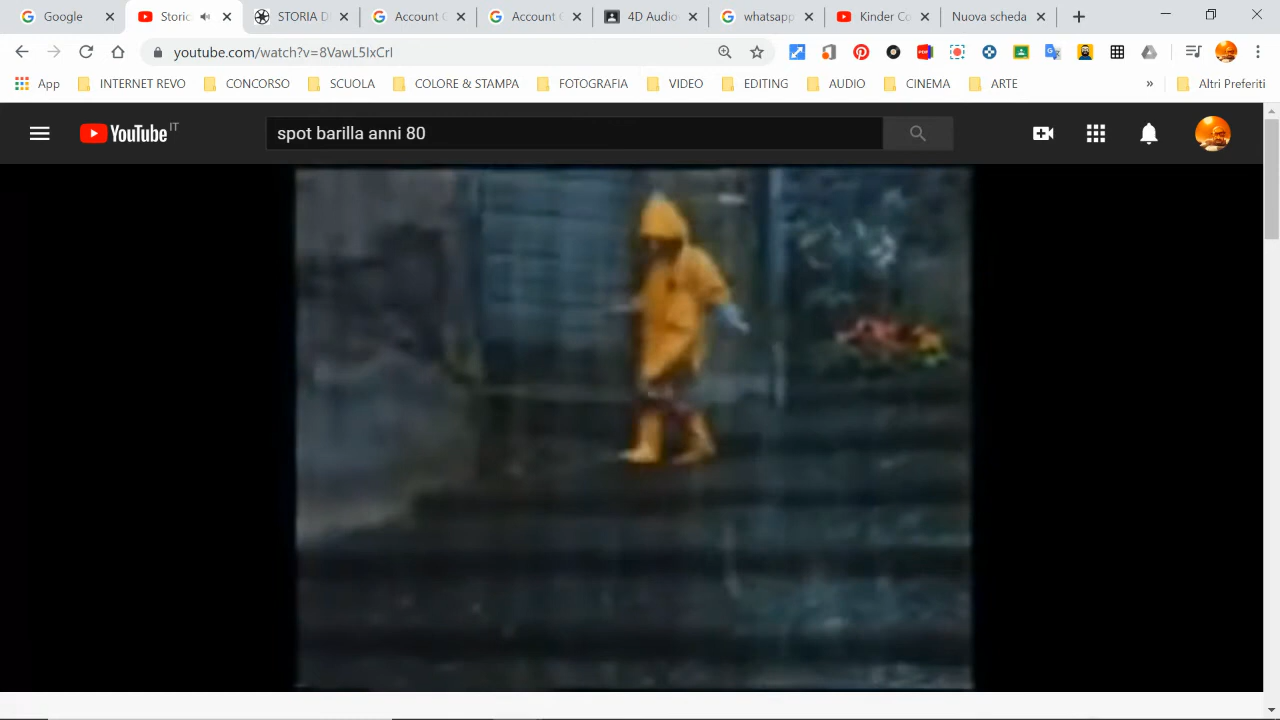 Google
Storic
STORIA D
Account G
Account G
4D Audio
whatsapp
Kinder Co
Nuova scheda
youtube.com/watch?v=8VawL5IxCrI
App
INTERNET REVO
CONCORSO
SCUOLA
COLORE & STAMPA
FOTOGRAFIA
VIDEO
EDITING
AUDIO
CINEMA
ARTE
»
Altri Preferiti
YouTube IT
spot barilla anni 80